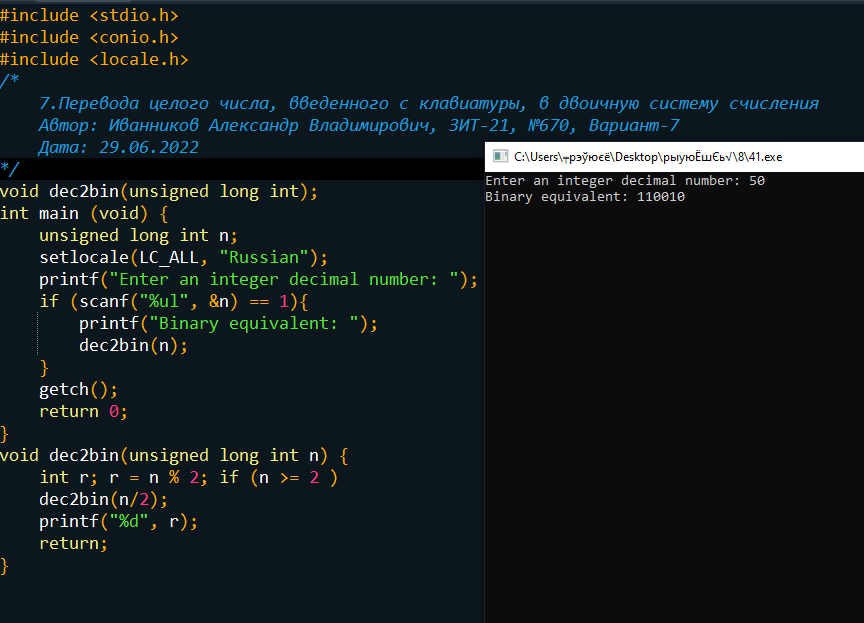 #include <stdio.h>
#include <conio.h>
#include <locale.h>
/*
7.Перевода целого числа, введенного с клавиатуры, в двоичную систему счисления
Автор: Иванников Александр Владимирович, ЗИТ-21, №670, Вариант-7
Дата: 29.06.2022
*/
void dec2bin(unsigned long int);
int main (void) {
unsigned long int n;
setlocale(LC_ALL, "Russian");
printf("Enter an integer decimal number: ");
if (scanf("%ul", &n) == 1){
printf("Binary equivalent: ");
dec2bin(n);
}
getch();
return 0;
}
void dec2bin(unsigned long int n) {
int r; r = n % 2; if (n >= 2 )
dec2bin(n/2);
printf("%d", r);
return;
}
C:\Users\╤рэўюєё\Desktop\рыуюЁшЄь√\8\41.exe
Enter an integer decimal number: 50
Binary equivalent: 110010